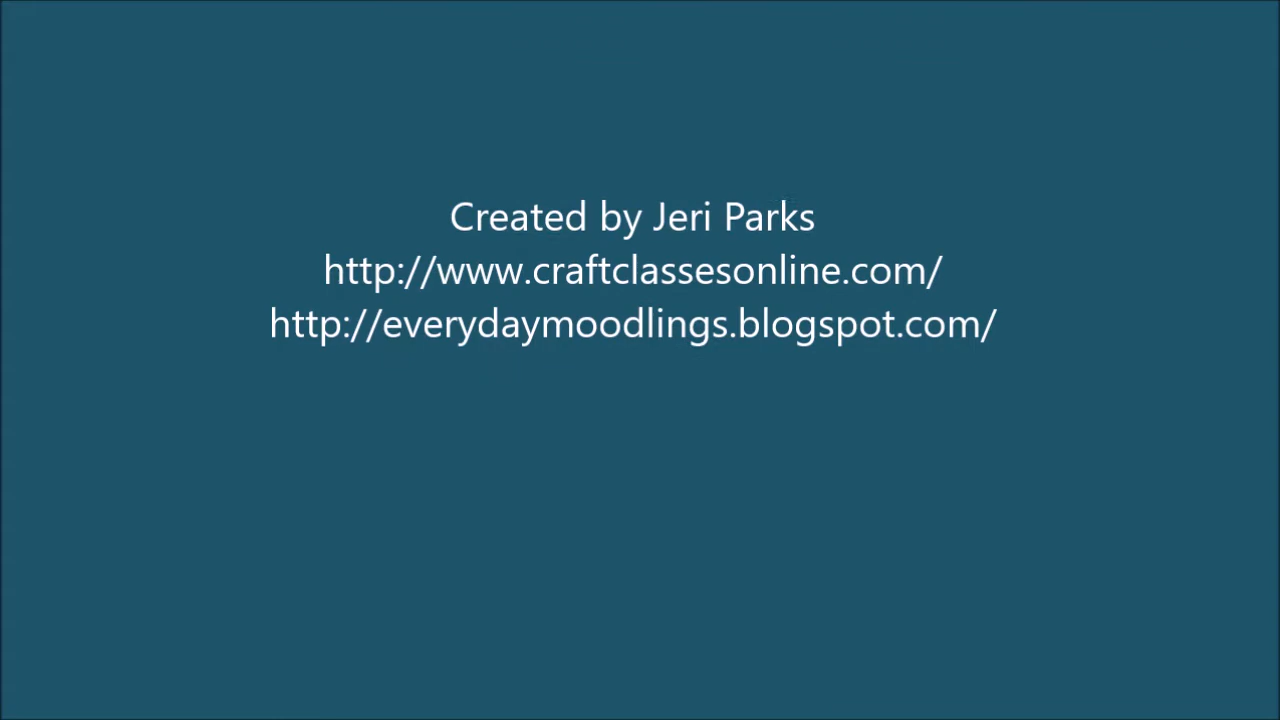 Created by Jeri Parks
http://www.craftclassesonline.com/
http://everydaymoodlings.blogspot.com/